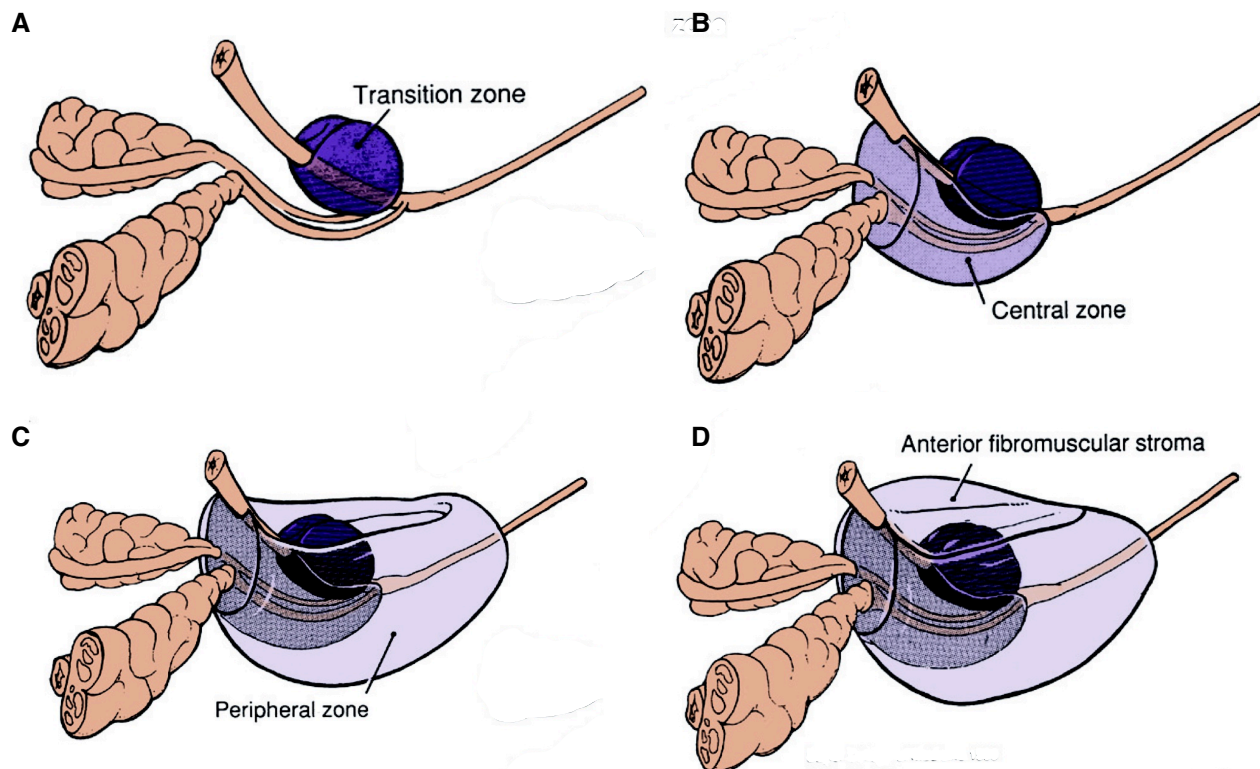 A
B
Transition zone
Central zone
C
D
Anterior fibromuscular stroma
Peripheral zone